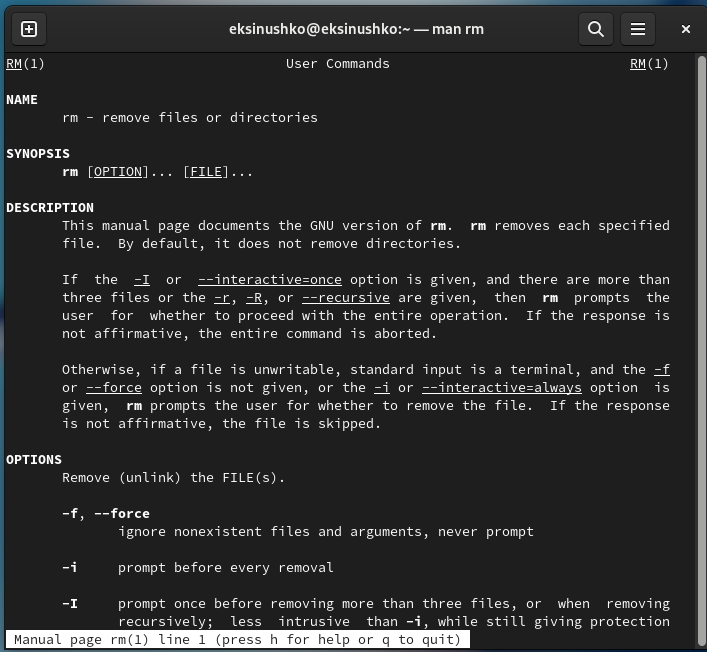 eksinushko@eksinushko:~ — man rm
RM(1) User Commands RM(1)
NAME
rm - remove files or directories
SYNOPSIS
rm [OPTION]... [FILE]...
DESCRIPTION
This manual page documents the GNU version of rm. rm removes each specified
file. By default, it does not remove directories.
If the -I or --interactive=once option is given, and there are more than
three files or the -r, -R, or --recursive are given, then rm prompts the
user for whether to proceed with the entire operation. If the response is
not affirmative, the entire command is aborted.
Otherwise, if a file is unwritable, standard input is a terminal, and the -f
or --force option is not given, or the -i or --interactive=always option is
given, rm prompts the user for whether to remove the file. If the response
is not affirmative, the file is skipped.
OPTIONS
Remove (unlink) the FILE(s).
-f, --force
ignore nonexistent files and arguments, never prompt
-i prompt before every removal
-I prompt once before removing more than three files, or when removing
recursively; less intrusive than -i, while still giving protection
Manual page rm(1) line 1 (press h for help or q to quit)